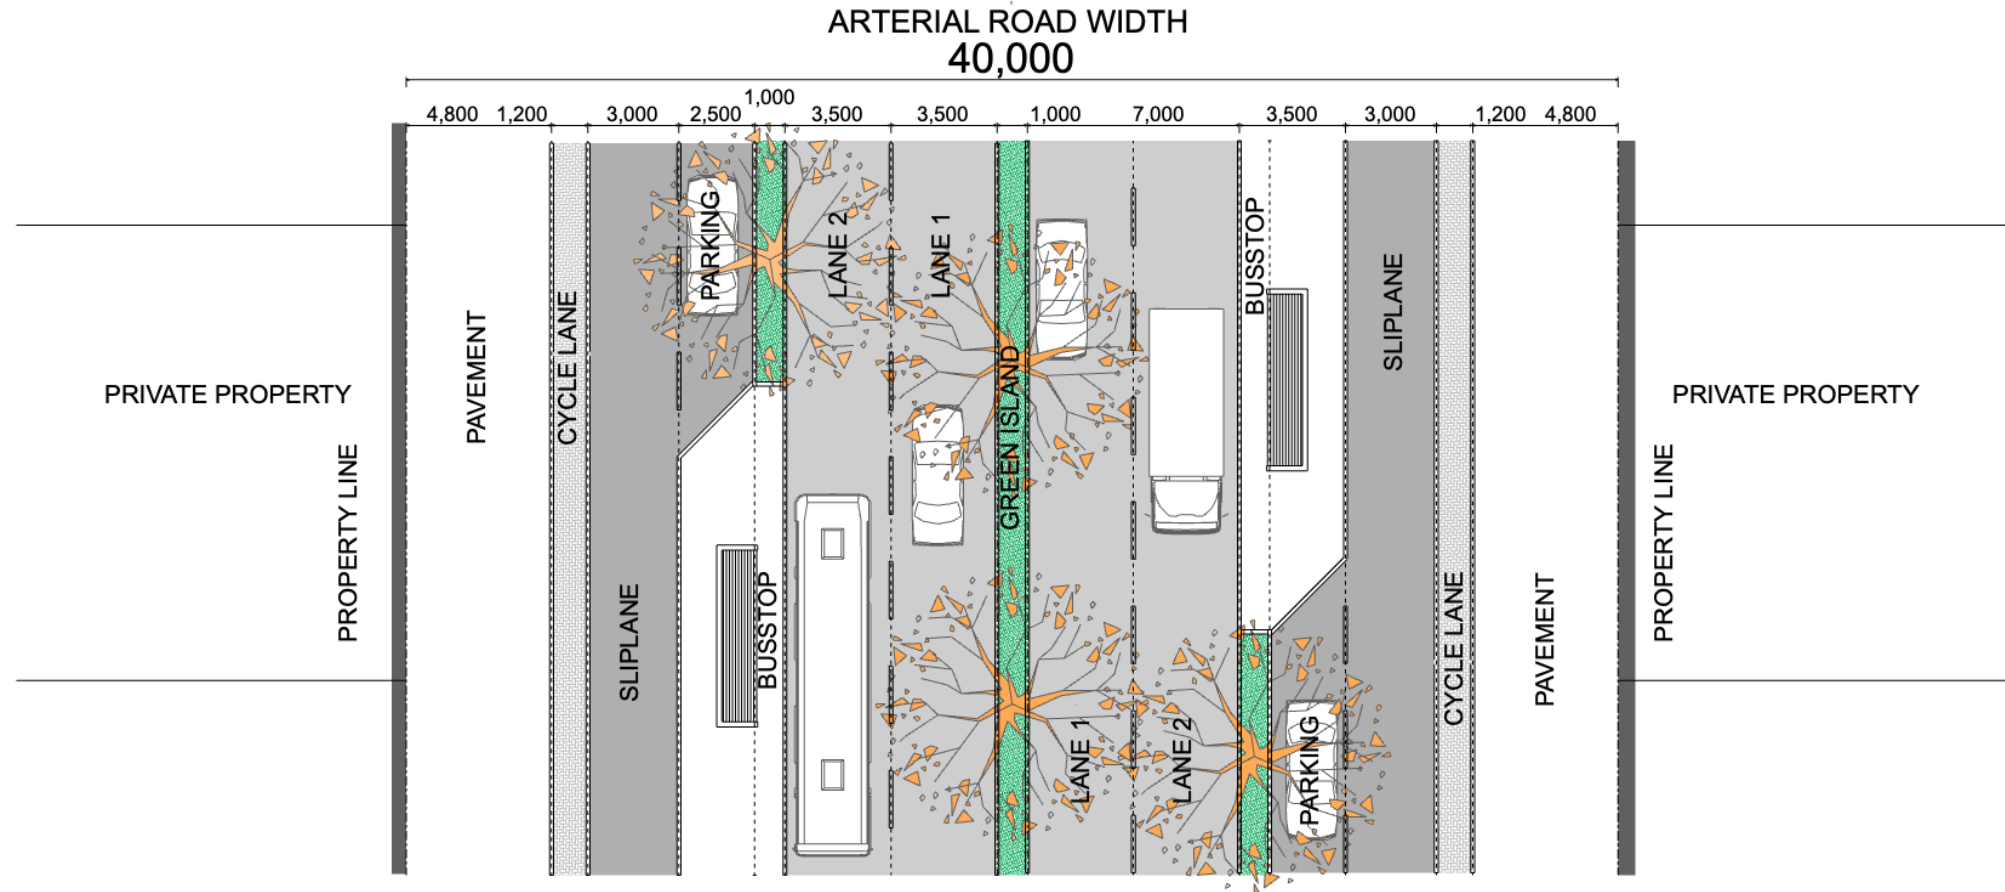 ARTERIAL ROAD WIDTH
40,000
4,800 1,200 3,000 2,500 1,000 3,500 3,500 1,000 7,000 3,500 3,000 1,200 4,800
PRIVATE PROPERTY
PROPERTY LINE
PAVEMENT
CYCLE LANE
SLIPLANE
PARKING
BUSSTOP
LANE 2
LANE 1
GREEN ISLAND
LANE 1
LANE 2
BUSSTOP
PARKING
SLIPLANE
CYCLE LANE
PAVEMENT
PROPERTY LINE
PRIVATE PROPERTY